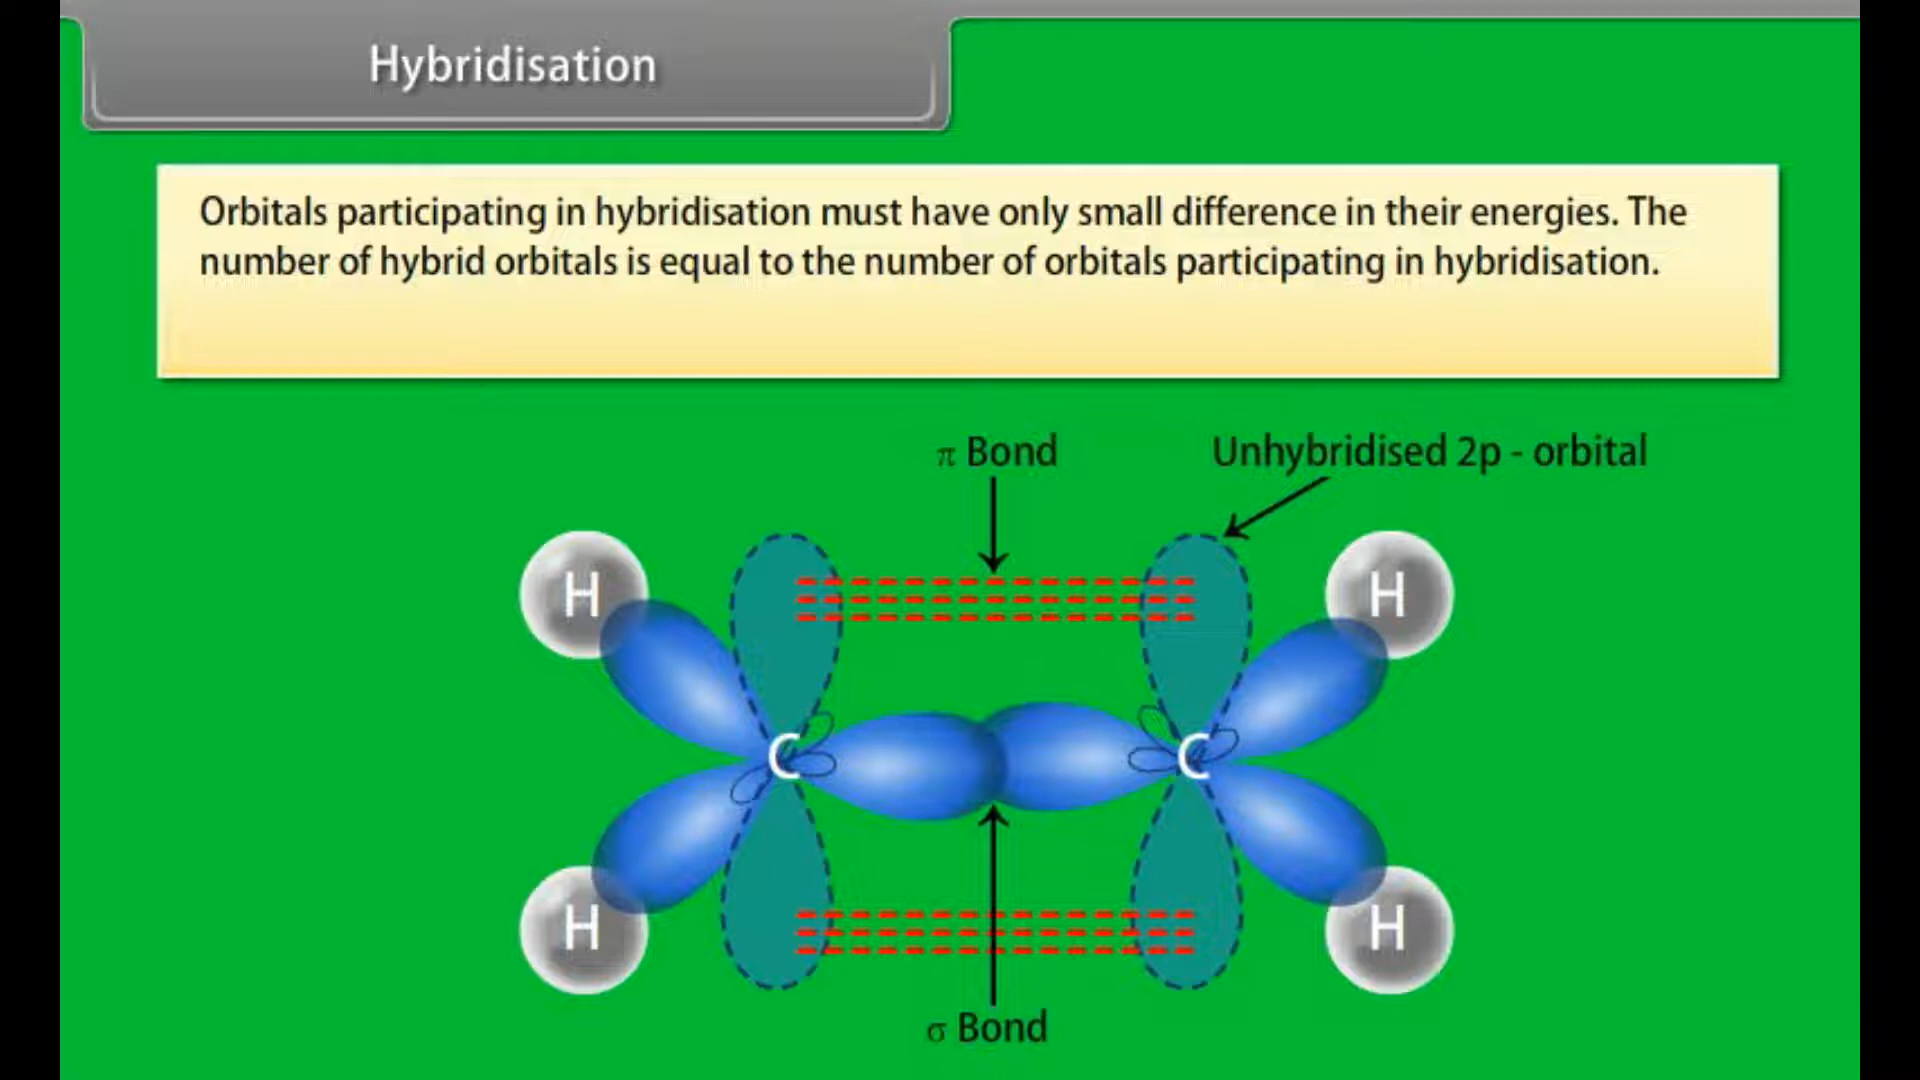 Hybridisation
Orbitals participating in hybridisation must have only small difference in their energies. The
number of hybrid orbitals is equal to the number of orbitals participating in hybridisation.
π Bond
Unhybridised 2p - orbital
H
H
C
C
H
H
σ Bond